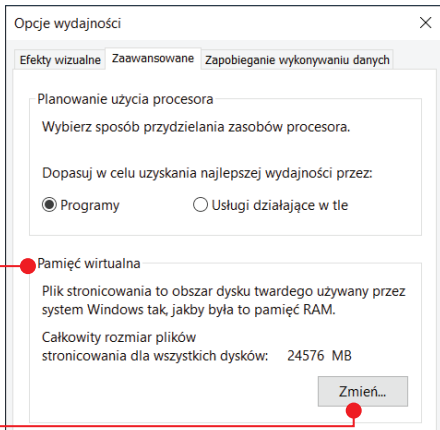 Opcje wydajności
Efekty wizualne Zaawansowane Zapobieganie wykonywaniu danych
Planowanie użycia procesora
Wybierz sposób przydzielania zasobów procesora.
Dopasuj w celu uzyskania najlepszej wydajności przez:
Programy Usługi działające w tle
Pamięć wirtualna
Plik stronicowania to obszar dysku twardego używany przez
system Windows tak, jakby była to pamięć RAM.
Całkowity rozmiar plików
stronicowania dla wszystkich dysków: 24576 MB
Zmień...